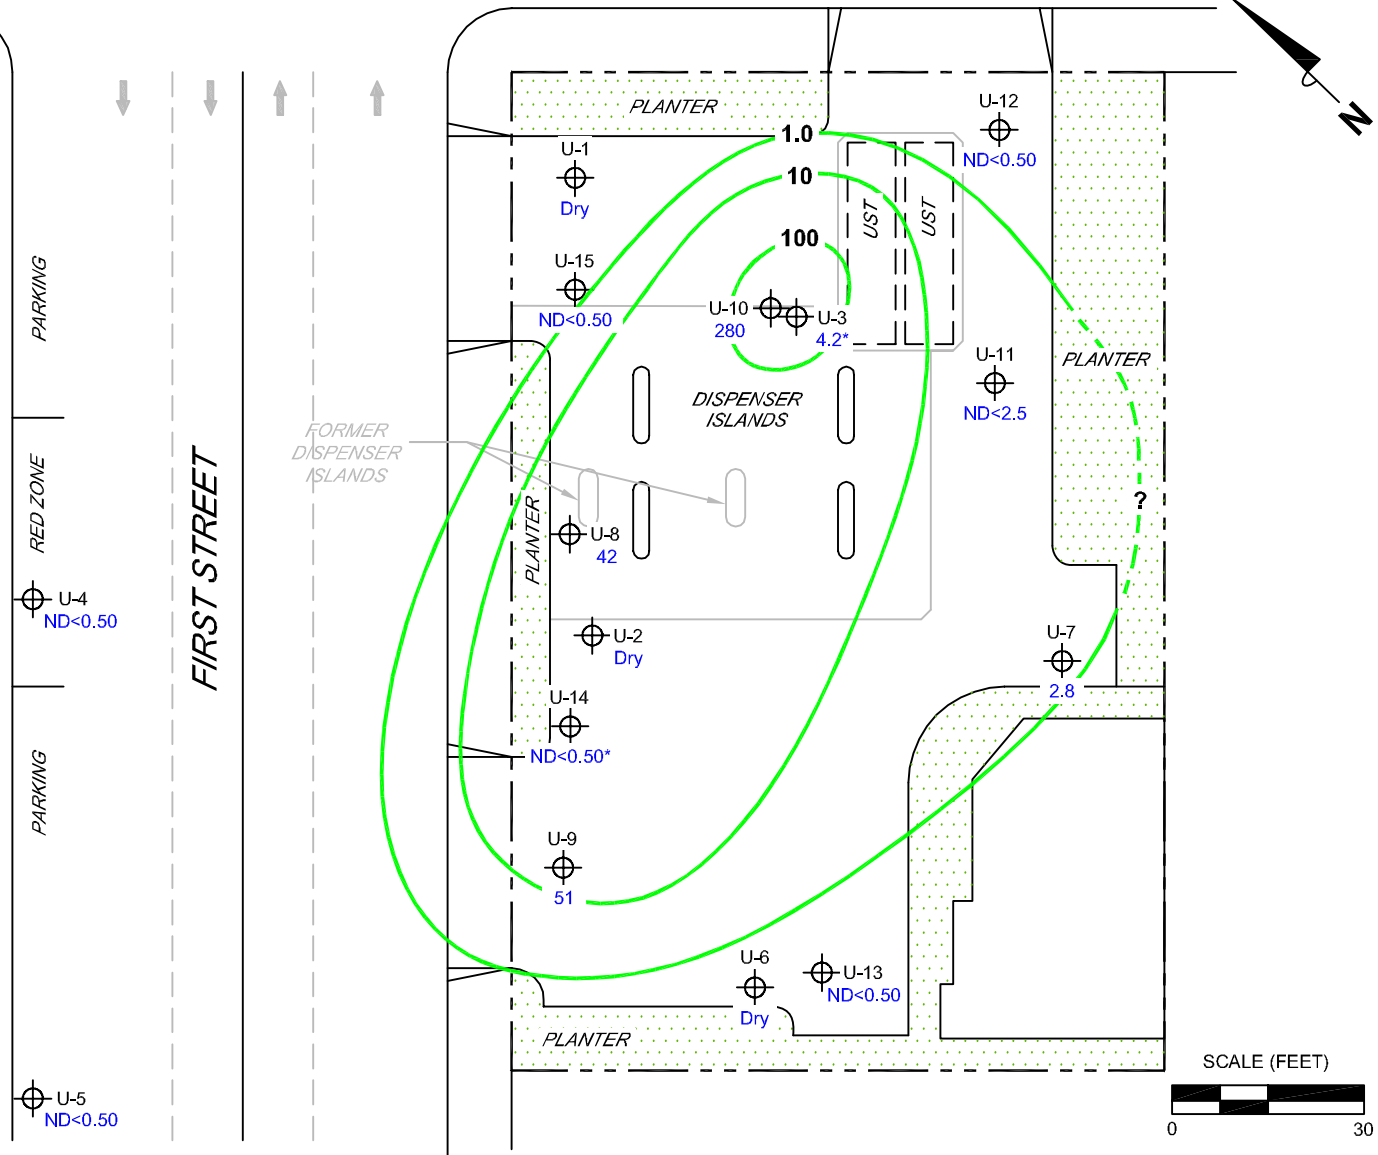 N
PLANTER
1.0
10
100
U-12
ND<0.50
U-1
Dry
UST
UST
U-15
ND<0.50
U-10
280
U-3
4.2*
PARKING
PLANTER
U-11
ND<2.5
DISPENSER
ISLANDS
FORMER
DISPENSER
ISLANDS
RED ZONE
FIRST STREET
PLANTER
?
U-8
42
U-4
ND<0.50
U-2
Dry
U-7
2.8
U-14
ND<0.50*
PARKING
U-9
51
U-6
Dry
U-13
ND<0.50
PLANTER
U-5
ND<0.50
SCALE (FEET)
0 30